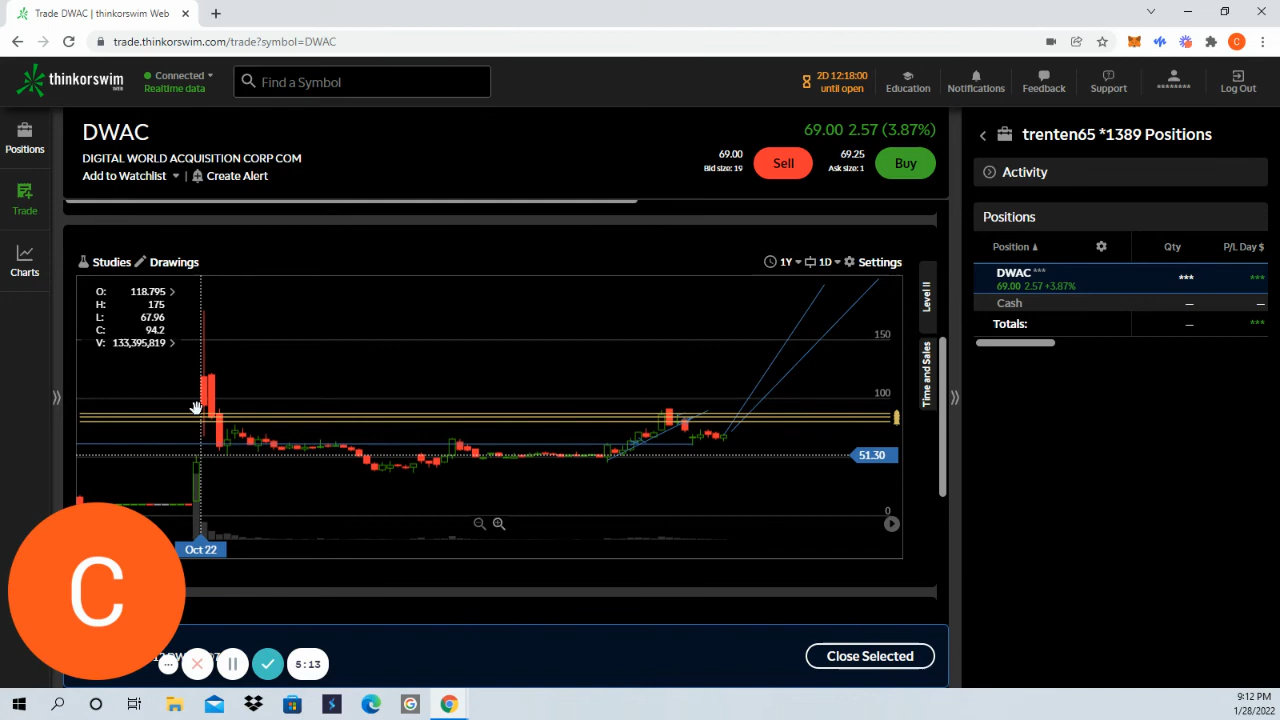 Trade DWAC | thinkorswim Web
trade.thinkorswim.com/trade?symbol=DWAC
C
thinkorswim
WEB
Connected
Realtime data
Find a Symbol
2D 12:18:00
until open
Education
Notifications
Feedback
Support
********
Log Out
Positions
Trade
Charts
DWAC
DIGITAL WORLD ACQUISITION CORP COM
Add to Watchlist
Create Alert
69.00 2.57 (3.87%)
69.00
Bid size: 19
Sell
69.25
Ask size: 1
Buy
trenten65 *1389 Positions
Activity
Positions
Position
Qty
P/L Day $
DWAC ***
69.00 2.57 +3.87%
***
***
Cash
–
–
Totals:
–
***
Studies
Drawings
1Y
1D
Settings
O: 118.795
H: 175
L: 67.96
C: 94.2
V: 133,395,819
150
100
51.30
0
Oct 22
Level II
Time and Sales
C
5:13
Close Selected
9:12 PM
1/28/2022